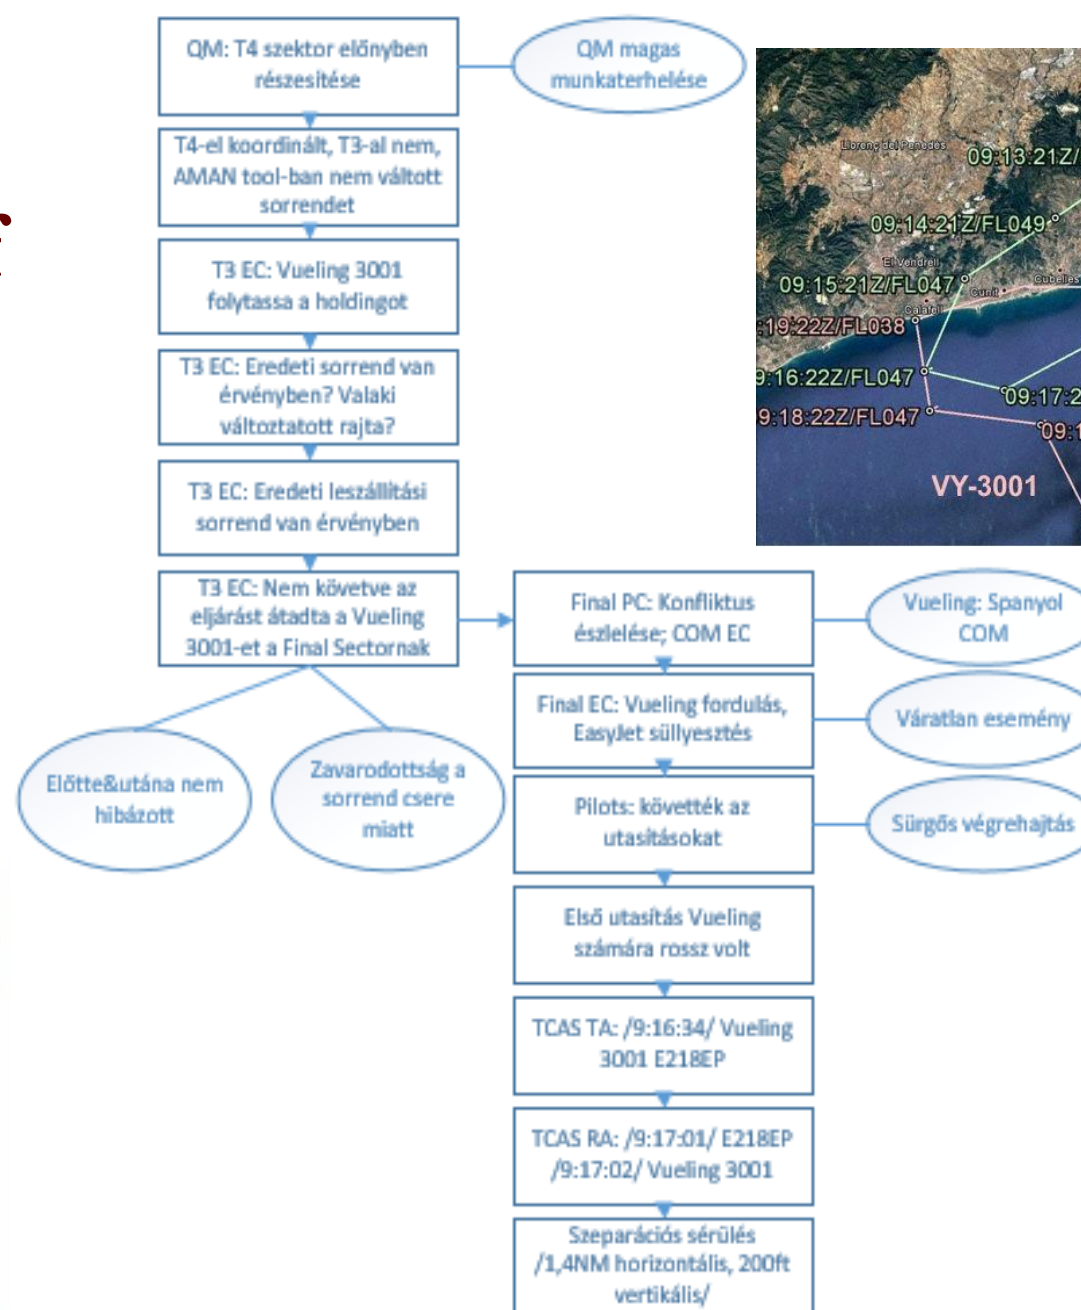 QM: T4 szektor előnyben
részesítése
QM magas
munkaterhelése
T4-el koordinált, T3-al nem,
AMAN tool-ban nem váltott
sorrendet
T3 EC: Vueling 3001
folytassa a holdingot
T3 EC: Eredeti sorrend van
érvényben? Valaki
változtatott rajta?
T3 EC: Eredeti leszállítási
sorrend van érvényben
T3 EC: Nem követve az
eljárást átadta a Vueling
3001-et a Final Sectornak
Előtte&utána nem
hibázott
Zavarodottság a
sorrend csere
miatt
Final PC: Konfliktus
észlelése; COM EC
Vueling: Spanyol
COM
Final EC: Vueling fordulás,
EasyJet süllyesztés
Váratlan esemény
Pilots: követték az
utasításokat
Sürgős végrehajtás
Első utasítás Vueling
számára rossz volt
TCAS TA: /9:16:34/ Vueling
3001 E218EP
TCAS RA: /9:17:01/ E218EP
/9:17:02/ Vueling 3001
Szeparációs sérülés
/1,4NM horizontális, 200ft
vertikális/
Llorenç del Penedès
09:13:21Z/
09:14:21Z/FL049
El Vendrell
09:15:21Z/FL047
Cunit
Cubelles
Calafell
:19:22Z/FL038
9:16:22Z/FL047
09:17:2
9:18:22Z/FL047
09:1
VY-3001